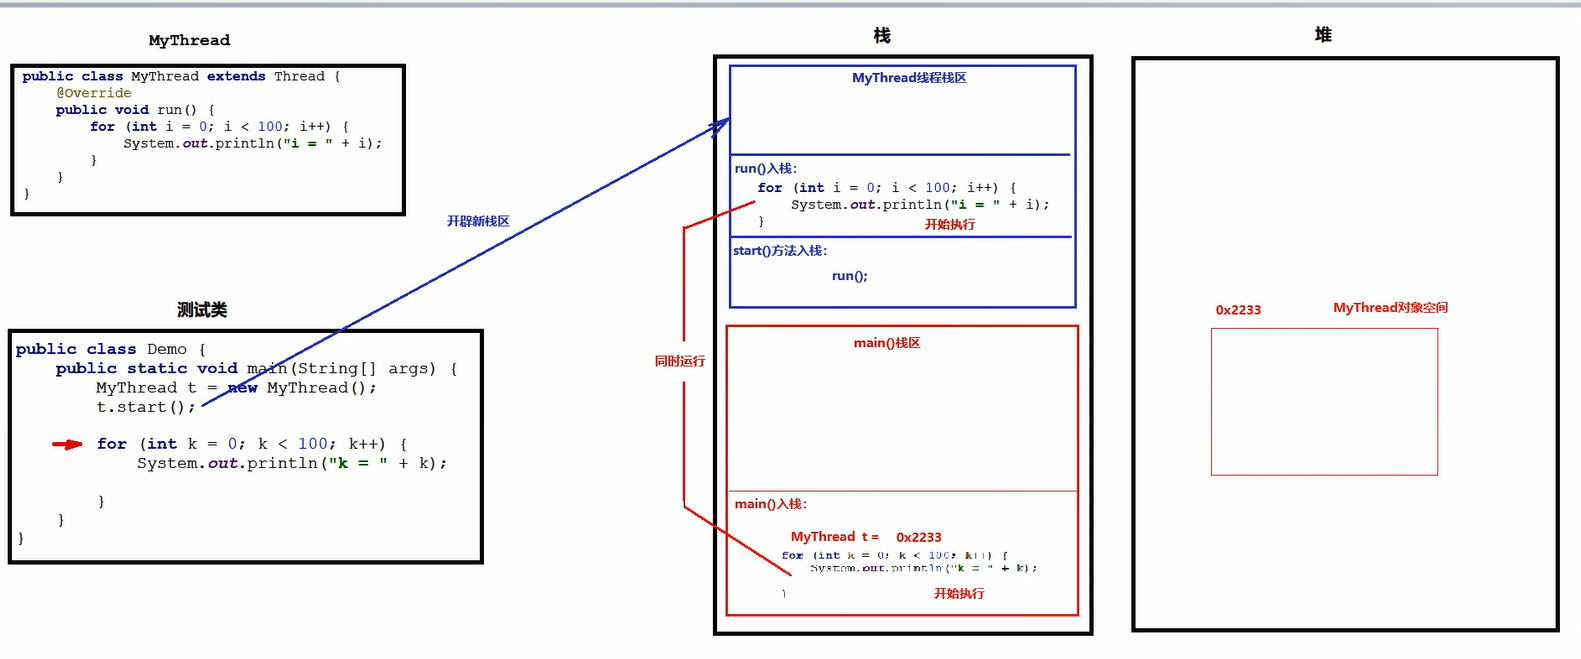 MyThread
public class MyThread extends Thread {
@Override
public void run() {
for (int i = 0; i < 100; i++) {
System.out.println("i = " + i);
}
}
}
测试类
public class Demo {
public static void main(String[] args) {
MyThread t = new MyThread();
t.start();
for (int k = 0; k < 100; k++) {
System.out.println("k = " + k);
}
}
}
开辟新栈区
栈
MyThread线程栈区
run()入栈:
for (int i = 0; i < 100; i++) {
System.out.println("i = " + i);
}
开始执行
start()方法入栈:
run();
同时运行
main()栈区
main()入栈:
MyThread t = 0x2233
for (int k = 0; k < 100; k++) {
System.out.println("k = " + k);
}
开始执行
堆
0x2233
MyThread对象空间